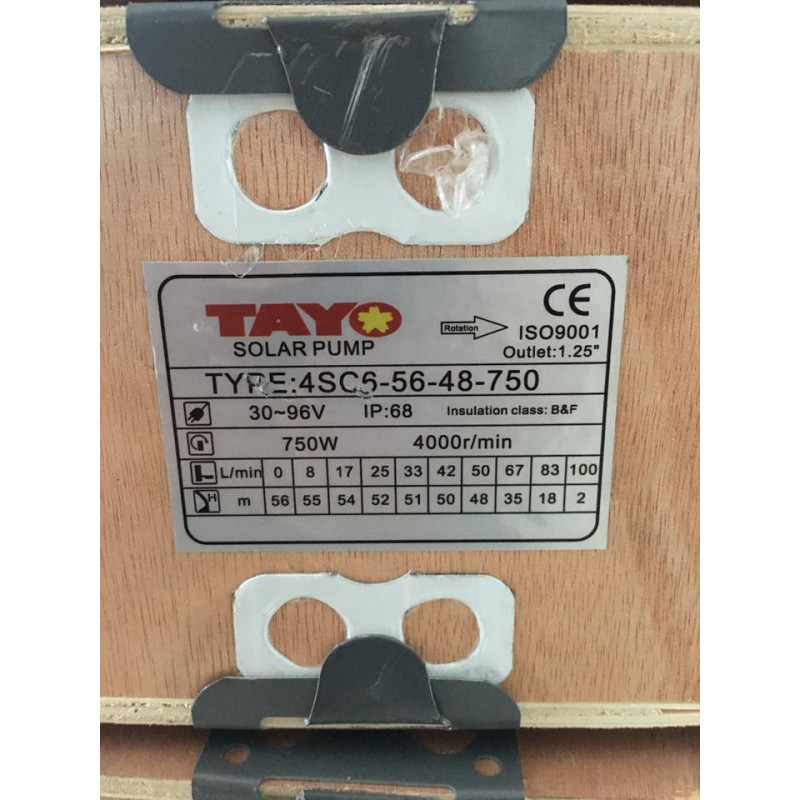 TAYO
SOLAR PUMP
CE
Rotation
ISO9001
Outlet:1.25"
TYPE:4SC6-56-48-750
30~96V IP:68 Insulation class: B&F
750W 4000r/min
L/min 0 8 17 25 33 42 50 67 83 100
H m 56 55 54 52 51 50 48 35 18 2